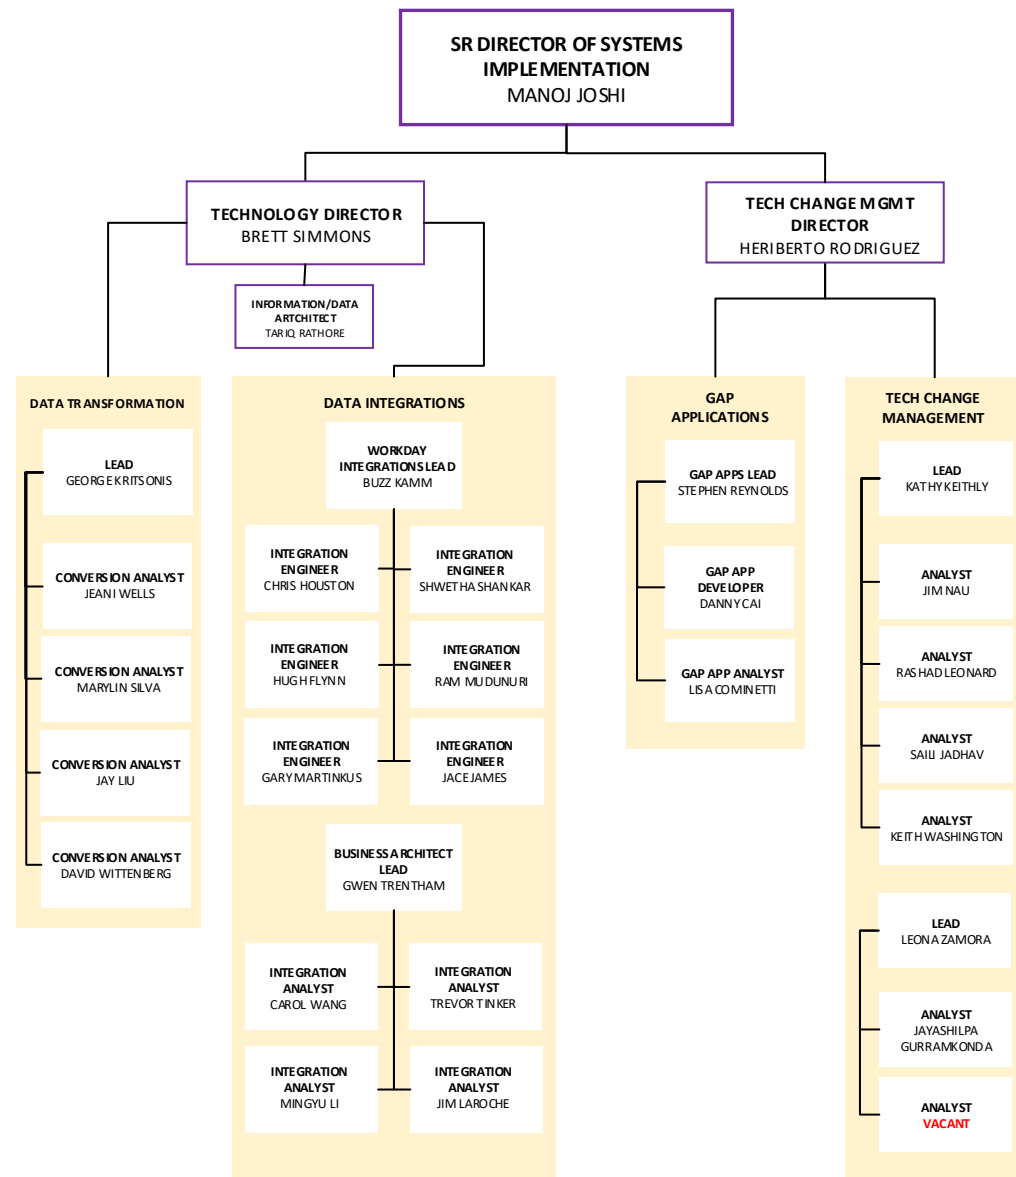 SR DIRECTOR OF SYSTEMS
IMPLEMENTATION
MANOJ JOSHI
TECHNOLOGY DIRECTOR
BRETT SIMMONS
TECH CHANGE MGMT
DIRECTOR
HERIBERTO RODRIGUEZ
INFORMATION/DATA
ARTCHITECT
TARIQ RATHORE
DATA TRANSFORMATION
LEAD
GEORGE KRITSONIS
CONVERSION ANALYST
JEANI WELLS
CONVERSION ANALYST
MARYLIN SILVA
CONVERSION ANALYST
JAY LIU
CONVERSION ANALYST
DAVID WITTENBERG
DATA INTEGRATIONS
WORKDAY
INTEGRATIONS LEAD
BUZZ KAMM
INTEGRATION
ENGINEER
CHRIS HOUSTON
INTEGRATION
ENGINEER
SHWETHA SHANKAR
INTEGRATION
ENGINEER
HUGH FLYNN
INTEGRATION
ENGINEER
RAM MUDUNURI
INTEGRATION
ENGINEER
GARY MARTINKUS
INTEGRATION
ENGINEER
JACE JAMES
BUSINESS ARCHITECT
LEAD
GWEN TRENTHAM
INTEGRATION
ANALYST
CAROL WANG
INTEGRATION
ANALYST
TREVOR TINKER
INTEGRATION
ANALYST
MINGYU LI
INTEGRATION
ANALYST
JIM LAROCHE
GAP
APPLICATIONS
GAP APPS LEAD
STEPHEN REYNOLDS
GAP APP
DEVELOPER
DANNY CAI
GAP APP ANALYST
LISA COMINETTI
TECH CHANGE
MANAGEMENT
LEAD
KATHY KEITHLY
ANALYST
JIM NAU
ANALYST
RASHAD LEONARD
ANALYST
SAILI JADHAV
ANALYST
KEITH WASHINGTON
LEAD
LEONA ZAMORA
ANALYST
JAYASHILPA
GURRAMKONDA
ANALYST
VACANT